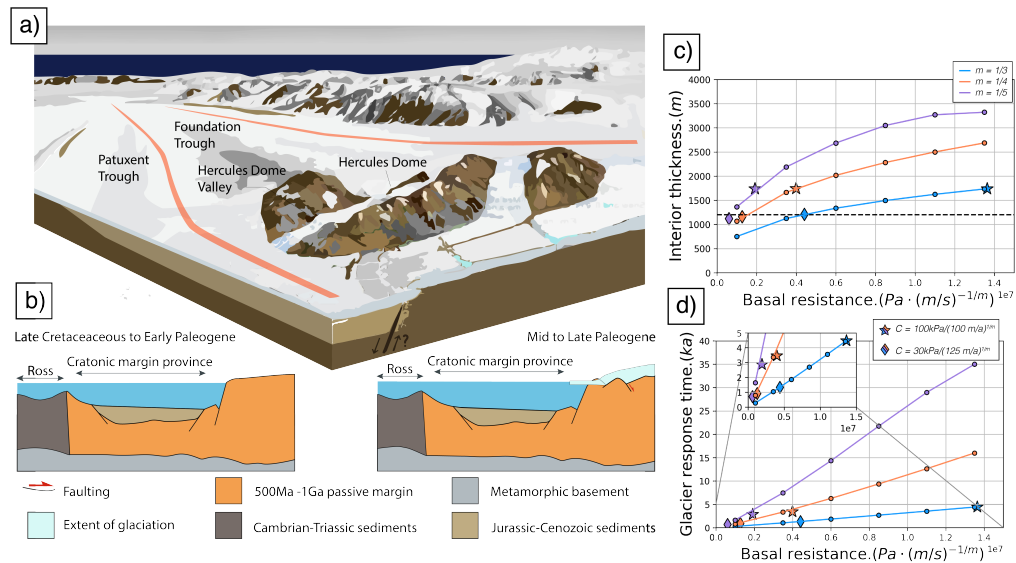 a)
Foundation
Trough
Patuxent
Trough
Hercules Dome
Valley
Hercules Dome
?
b)
Late Cretaceaceous to Early Paleogene
Mid to Late Paleogene
Cratonic margin province
Ross
Cratonic margin province
Ross
Faulting
500Ma -1Ga passive margin
Metamorphic basement
Extent of glaciation
Cambrian-Triassic sediments
Jurassic-Cenozoic sediments
c)
m = 1/3
m = 1/4
m = 1/5
Interior thickness.(m)
4000
3500
3000
2500
2000
1500
1000
500
0
0.0 0.2 0.4 0.6 0.8 1.0 1.2 1.4
Basal resistance.(Pa · (m/s)^{-1/m}) 1e7
d)
C = 100kPa/(100 m/a)^{1/m}
C = 30kPa/(125 m/a)^{1/m}
Glacier response time.(ka)
40
35
30
25
20
15
10
5
0
5
4
3
2
1
0
0.0 0.5 1.0 1.5
1e7
0.0 0.2 0.4 0.6 0.8 1.0 1.2 1.4
Basal resistance.(Pa · (m/s)^{-1/m}) 1e7